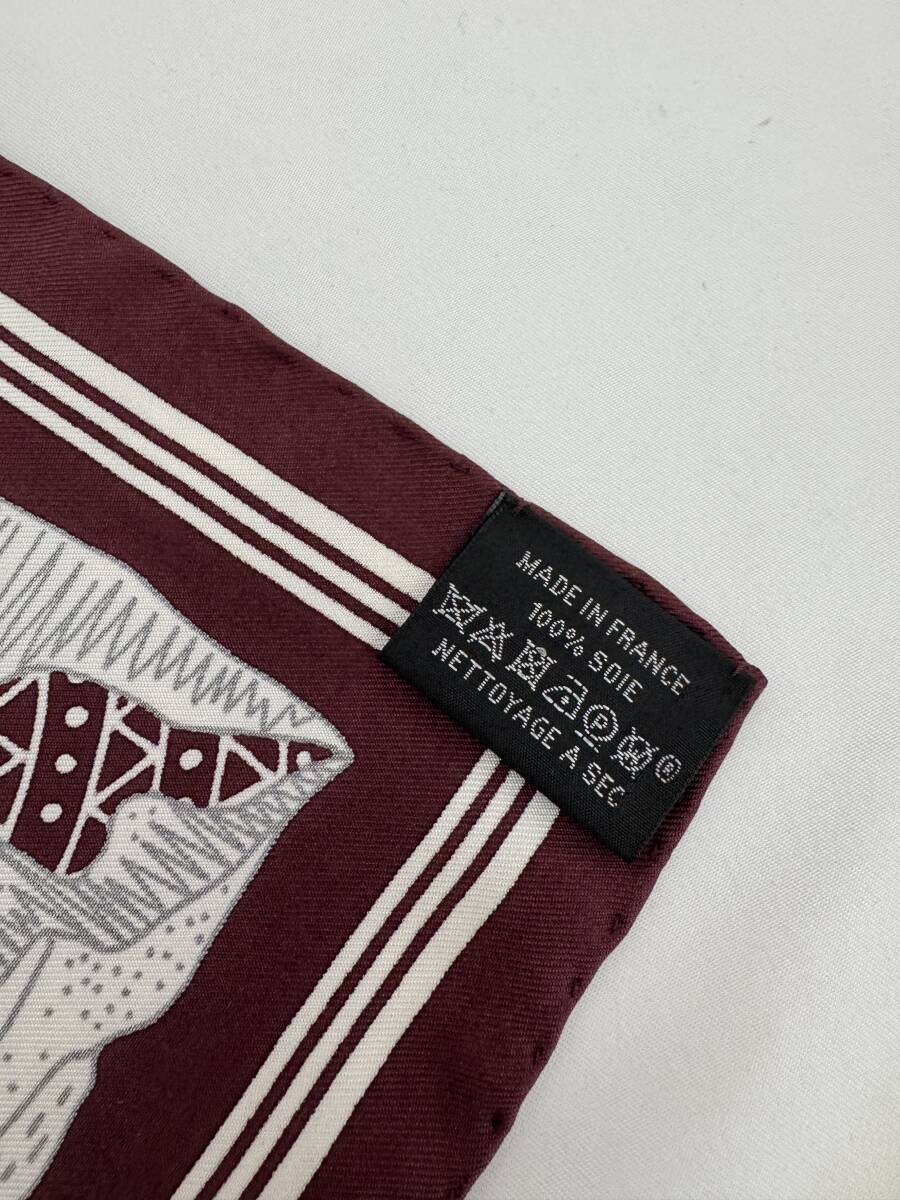 MADE IN FRANCE
100% SOIE
P W ®
NETTOYAGE A SEC